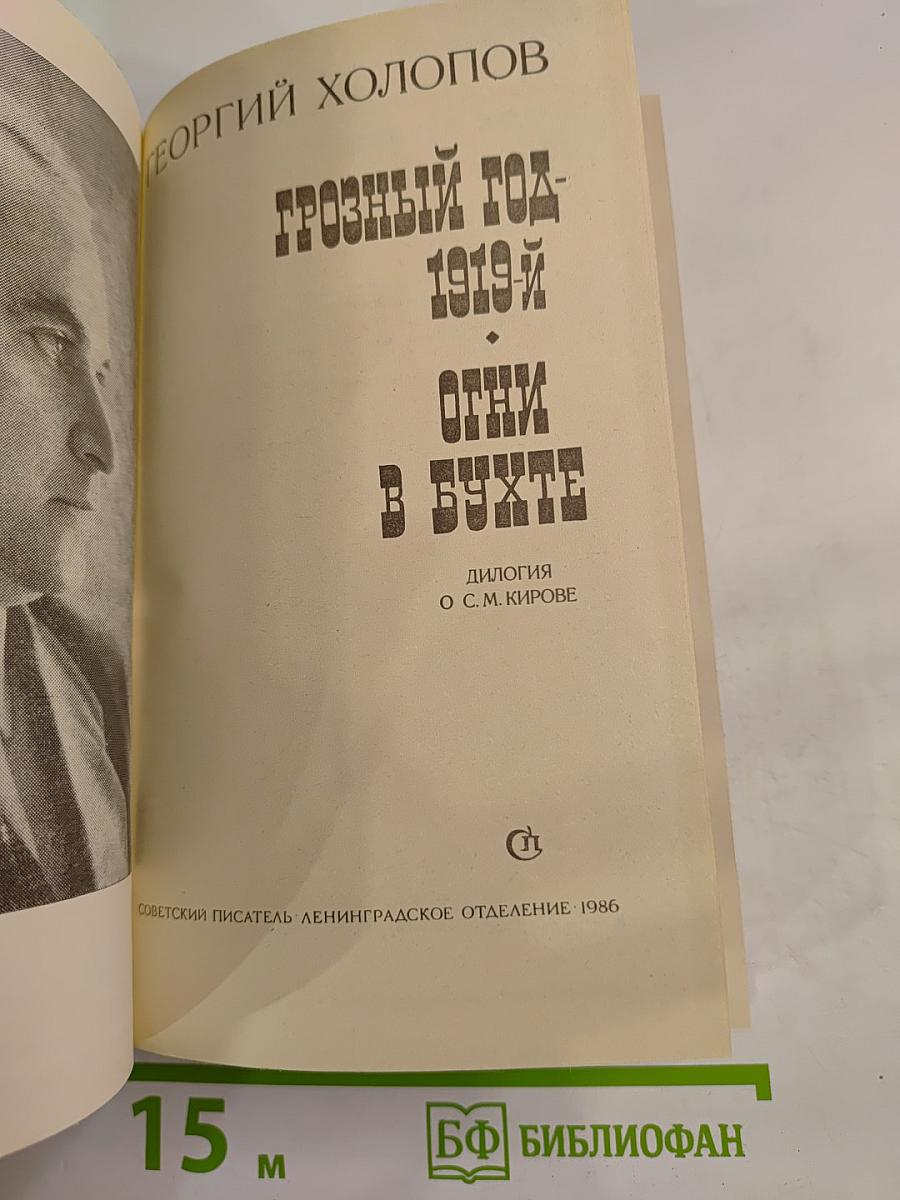 ГЕОРГИЙ ХОЛОПОВ
ГРОЗНЫЙ ГОД-
1919-й
ОГНИ
В БУХТЕ
ДИЛОГИЯ
О С. М. КИРОВЕ
СП
СОВЕТСКИЙ ПИСАТЕЛЬ · ЛЕНИНГРАДСКОЕ ОТДЕЛЕНИЕ · 1986
15 м
БФ БИБЛИОФАН